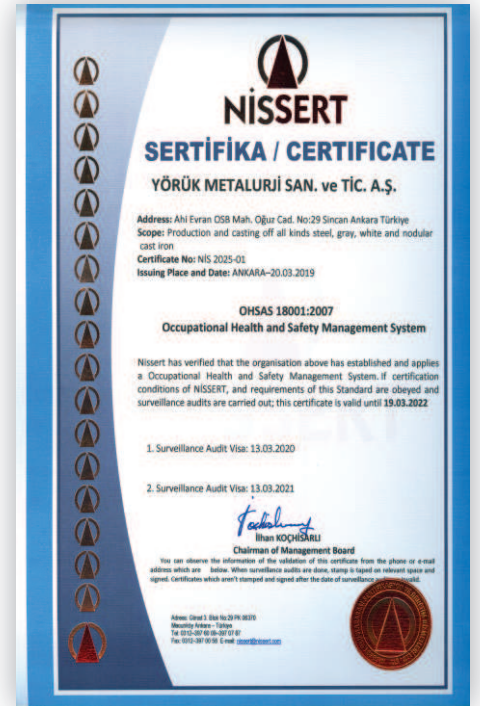 NİSSERT
SERTİFİKA / CERTIFICATE
YÖRÜK METALURJİ SAN. ve TİC. A.Ş.
Address: Ahi Evran OSB Mah. Oğuz Cad. No:29 Sincan Ankara Türkiye
Scope: Production and casting off all kinds steel, gray, white and nodular
cast iron
Certificate No: NİS 2025-01
Issuing Place and Date: ANKARA–20.03.2019
OHSAS 18001:2007
Occupational Health and Safety Management System
Nissert has verified that the organisation above has established and applies
a Occupational Health and Safety Management System. If certification
conditions of NİSSERT, and requirements of this Standard are obeyed and
surveillance audits are carried out; this certificate is valid until 19.03.2022
1. Surveillance Audit Visa: 13.03.2020
2. Surveillance Audit Visa: 13.03.2021
İlhan KOÇHİSARLI
Chairman of Management Board
You can observe the information of the validation of this certificate from the phone or e-mail
address which are below. When surveillance audits are done, stamp is taped on relevant space and
signed. Certificates which aren't stamped and signed after the date of surveillance
Mesutköy Ankara - Türkiye
E-mail: nissert@nissert.com